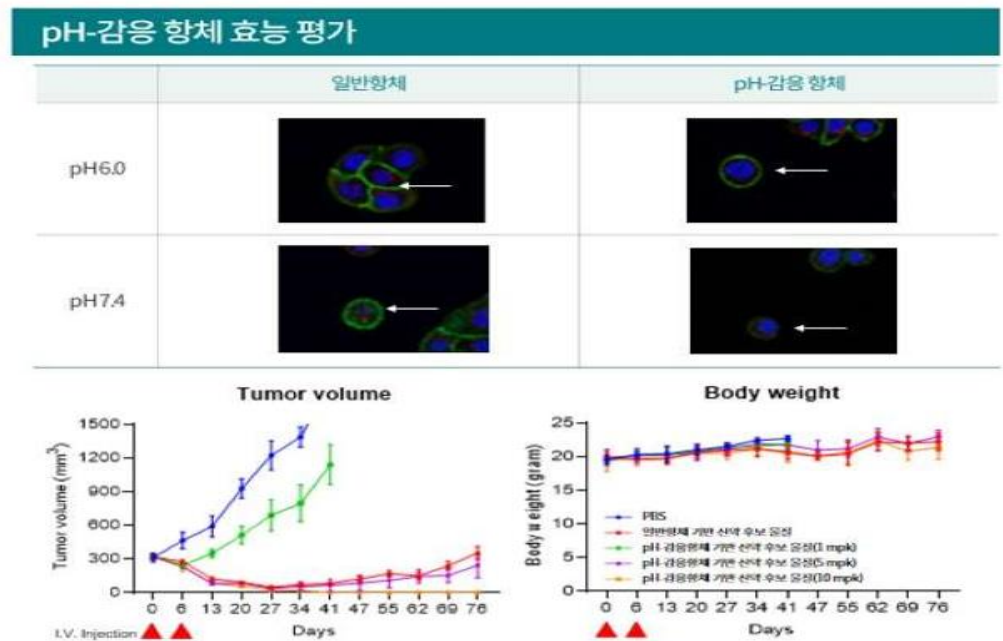 pH-감응 항체 효능 평가
일반항체 pH-감응 항체
pH6.0
pH7.4
Tumor volume
Tumor volume (mm³)
1500
1200
900
600
300
0
0 6 13 20 27 34 41 47 55 62 69 76
I.V. Injection
Days
Body weight
Body weight (gram)
25
20
15
10
5
0
PBS
일반항체 기반 신약 후보 물질
pH-감응항체 기반 신약 후보 물질(1 mpk)
pH-감응항체 기반 신약 후보 물질(5 mpk)
pH-감응항체 기반 신약 후보 물질(10 mpk)
0 6 13 20 27 34 41 47 55 62 69 76
Days